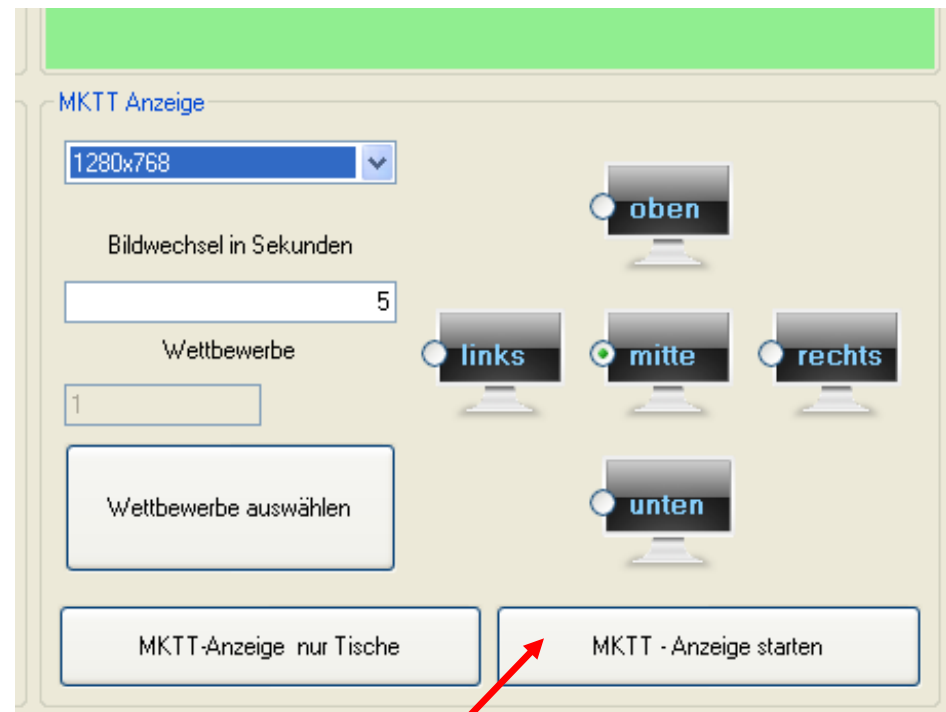 MKTT Anzeige
1280x768
Bildwechsel in Sekunden
5
Wettbewerbe
1
Wettbewerbe auswählen
oben
links
mitte
rechts
unten
MKTT-Anzeige nur Tische
MKTT - Anzeige starten